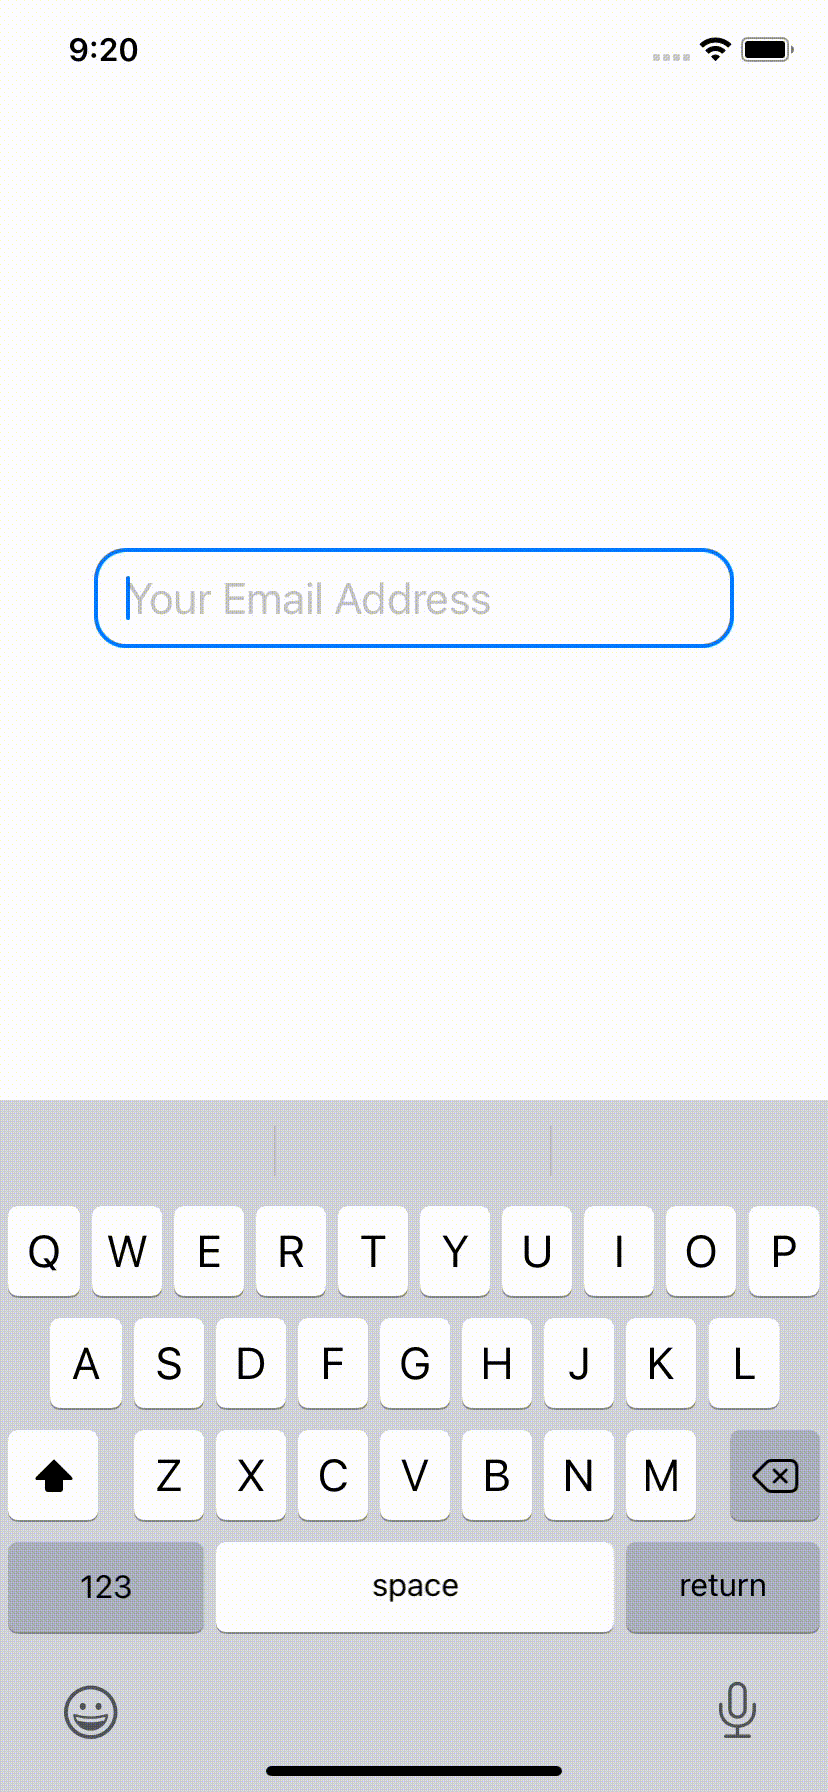 9:20
Your Email Address
Q W E R T Y U I O P
A S D F G H J K L
Z X C V B N M
123 space return